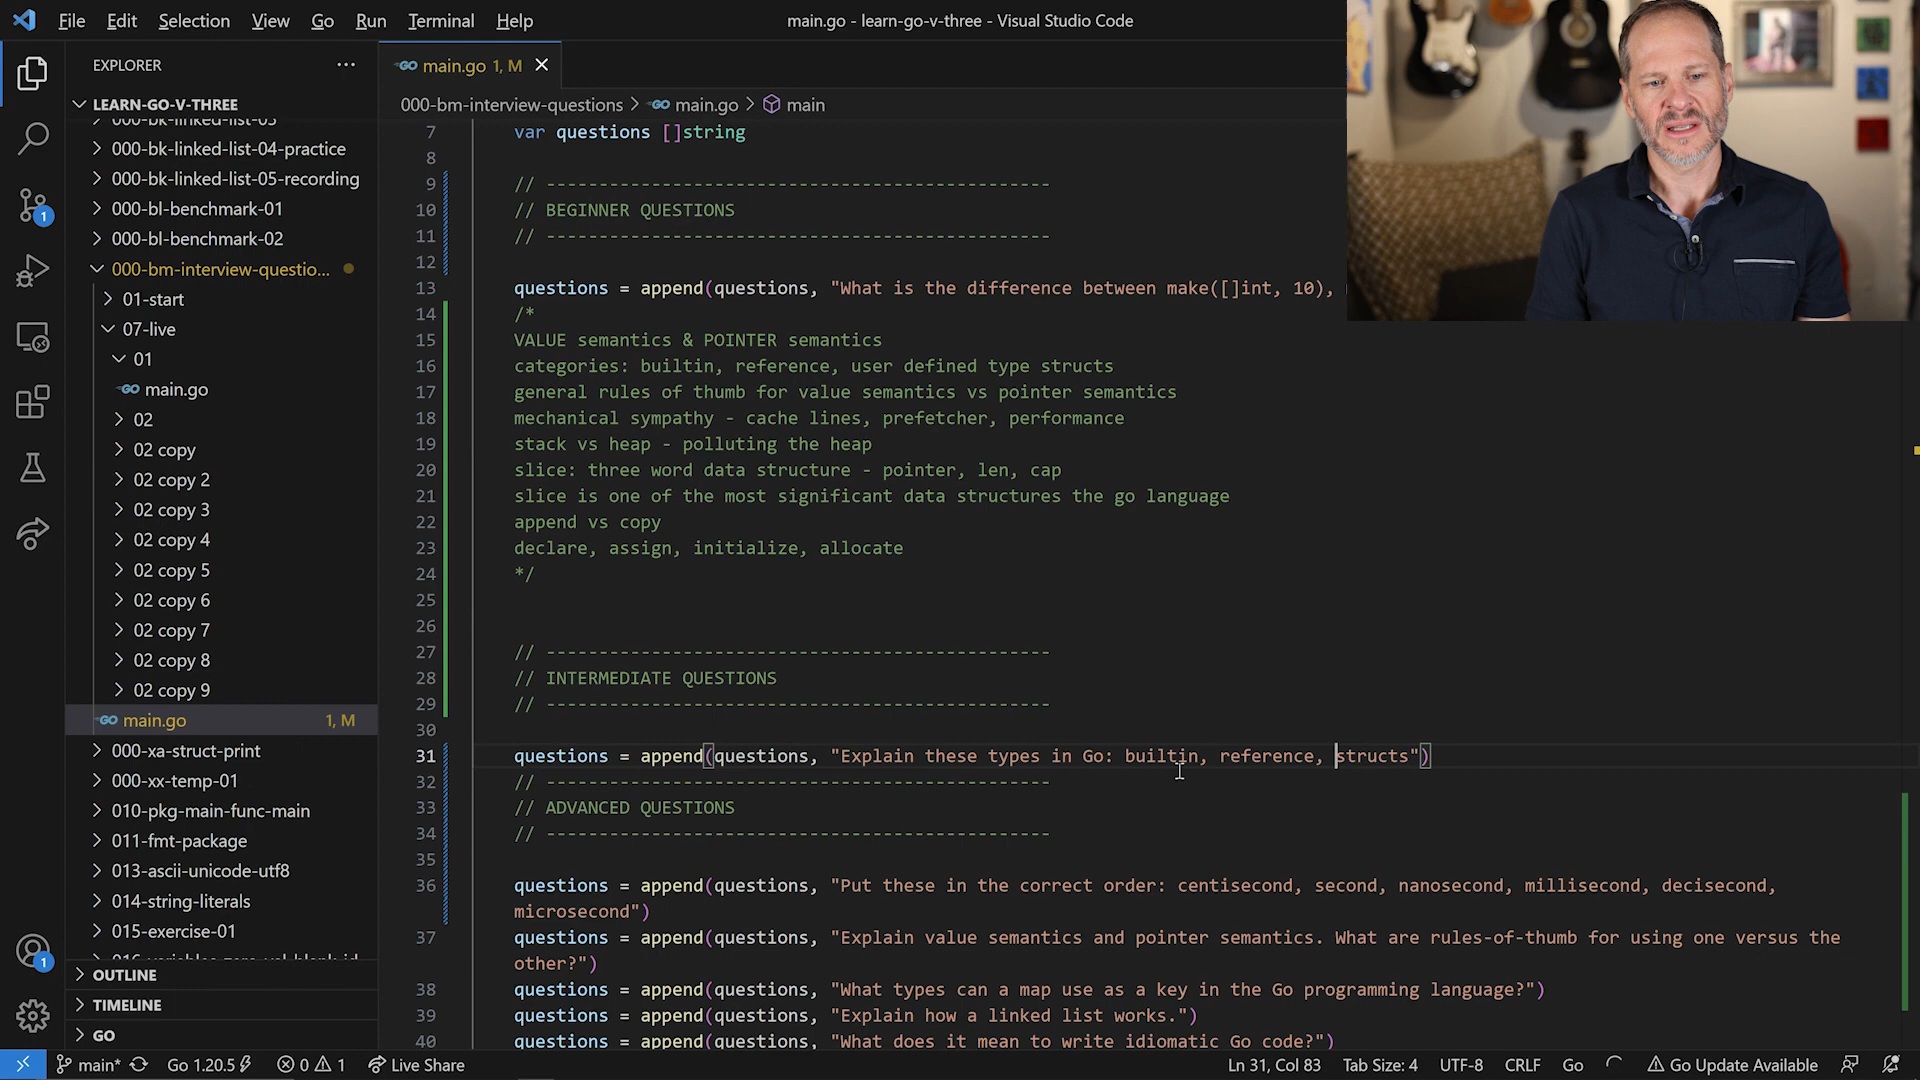 File Edit Selection View Go Run Terminal Help
main.go - learn-go-v-three - Visual Studio Code
EXPLORER
LEARN-GO-V-THREE
000-bk-linked-list-03
000-bk-linked-list-04-practice
000-bk-linked-list-05-recording
000-bl-benchmark-01
000-bl-benchmark-02
000-bm-interview-questio...
01-start
07-live
01
main.go
02
02 copy
02 copy 2
02 copy 3
02 copy 4
02 copy 5
02 copy 6
02 copy 7
02 copy 8
02 copy 9
main.go 1, M
000-xa-struct-print
000-xx-temp-01
010-pkg-main-func-main
011-fmt-package
013-ascii-unicode-utf8
014-string-literals
015-exercise-01
OUTLINE
TIMELINE
GO
1
1
main.go 1, M
000-bm-interview-questions > main.go > main
7 var questions []string
8
9 // ------------------------------------------------
10 // BEGINNER QUESTIONS
11 // ------------------------------------------------
12
13 questions = append(questions, "What is the difference between make([]int, 10),
14 /*
15 VALUE semantics & POINTER semantics
16 categories: builtin, reference, user defined type structs
17 general rules of thumb for value semantics vs pointer semantics
18 mechanical sympathy - cache lines, prefetcher, performance
19 stack vs heap - polluting the heap
20 slice: three word data structure - pointer, len, cap
21 slice is one of the most significant data structures the go language
22 append vs copy
23 declare, assign, initialize, allocate
24 */
25
26
27 // ------------------------------------------------
28 // INTERMEDIATE QUESTIONS
29 // ------------------------------------------------
30
31 questions = append(questions, "Explain these types in Go: builtin, reference, structs")
32 // ------------------------------------------------
33 // ADVANCED QUESTIONS
34 // ------------------------------------------------
35
36 questions = append(questions, "Put these in the correct order: centisecond, second, nanosecond, millisecond, decisecond,
microsecond")
37 questions = append(questions, "Explain value semantics and pointer semantics. What are rules-of-thumb for using one versus the
other?")
38 questions = append(questions, "What types can a map use as a key in the Go programming language?")
39 questions = append(questions, "Explain how a linked list works.")
40 questions = append(questions, "What does it mean to write idiomatic Go code?")
main* Go 1.20.5 0 1 Live Share Ln 31, Col 83 Tab Size: 4 UTF-8 CRLF Go Go Update Available